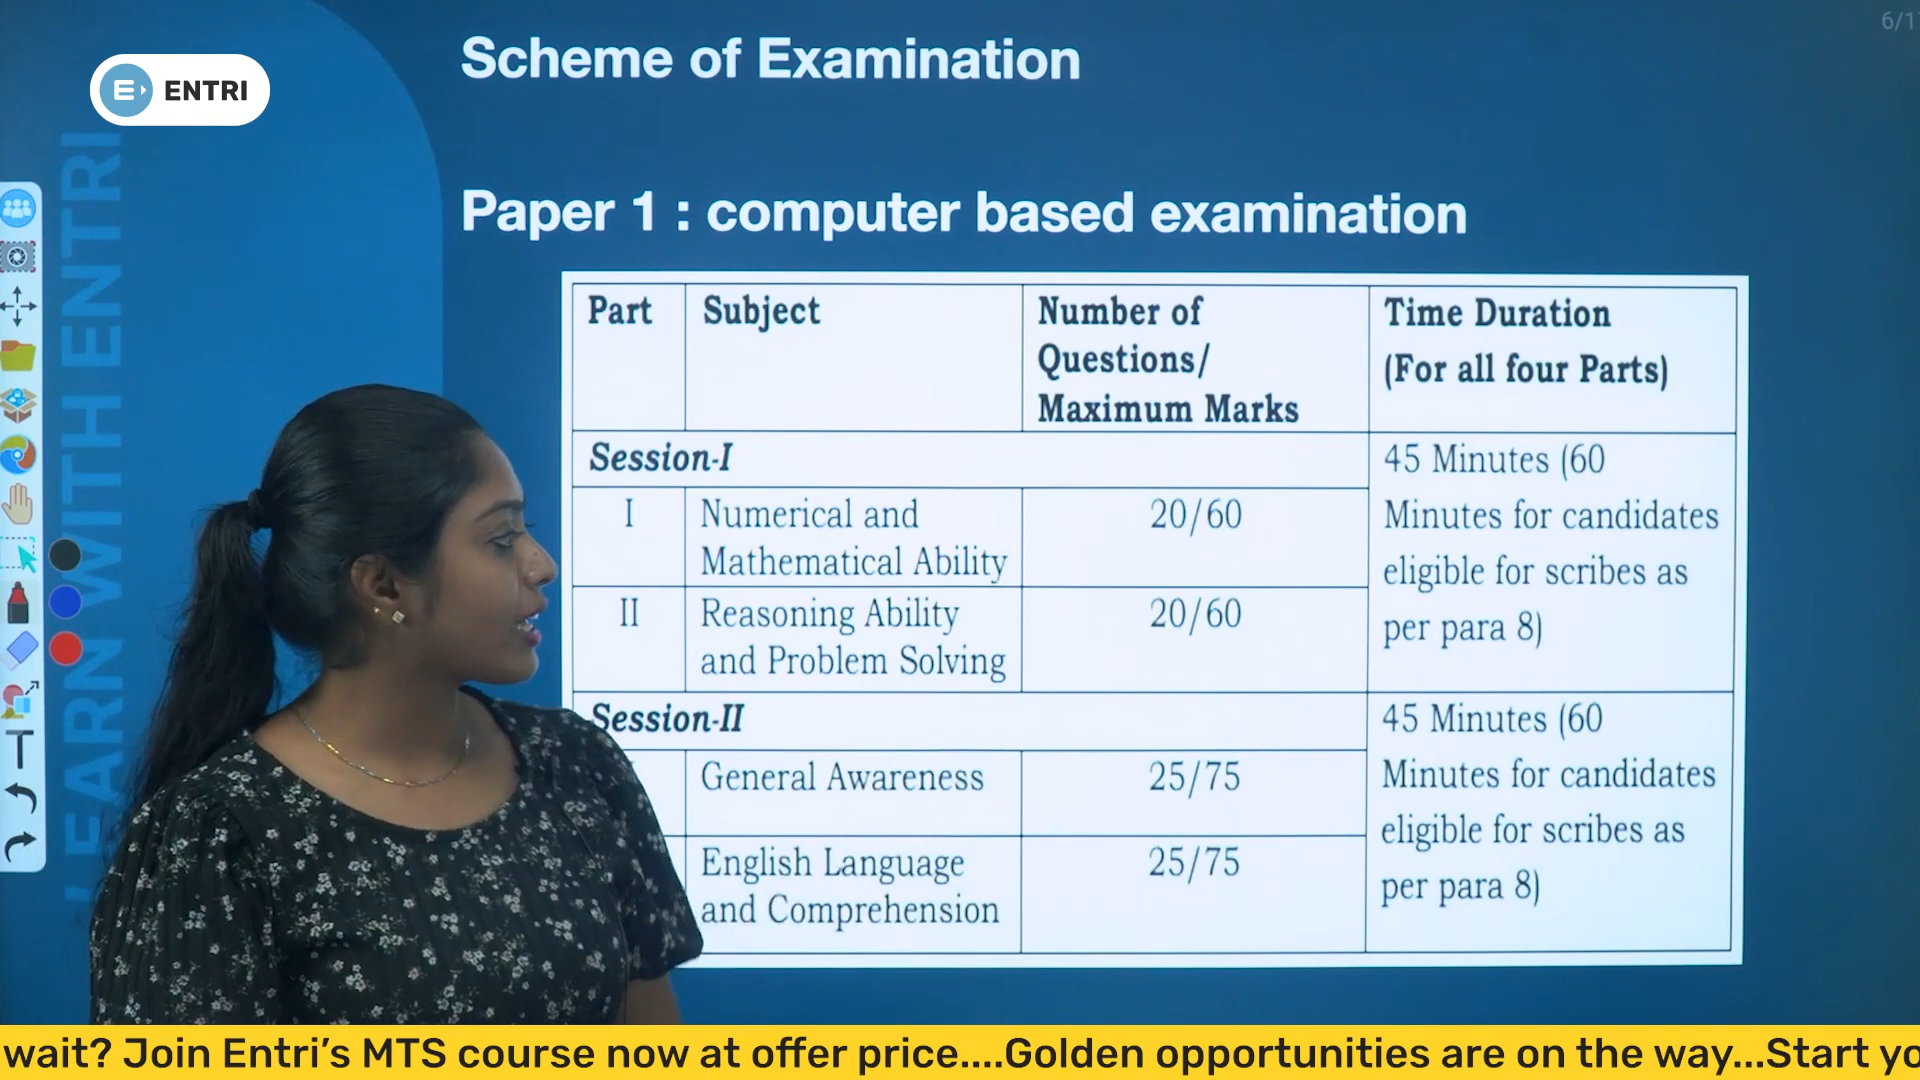 6/1
ENTRI
LEARN WITH ENTRI
Scheme of Examination
Paper 1 : computer based examination
Part
Subject
Number of
Questions/
Maximum Marks
Time Duration
(For all four Parts)
Session-I
45 Minutes (60
Minutes for candidates
eligible for scribes as
per para 8)
I
Numerical and
Mathematical Ability
20/60
II
Reasoning Ability
and Problem Solving
20/60
Session-II
45 Minutes (60
Minutes for candidates
eligible for scribes as
per para 8)
General Awareness
25/75
English Language
and Comprehension
25/75
wait? Join Entri's MTS course now at offer price....Golden opportunities are on the way...Start yo